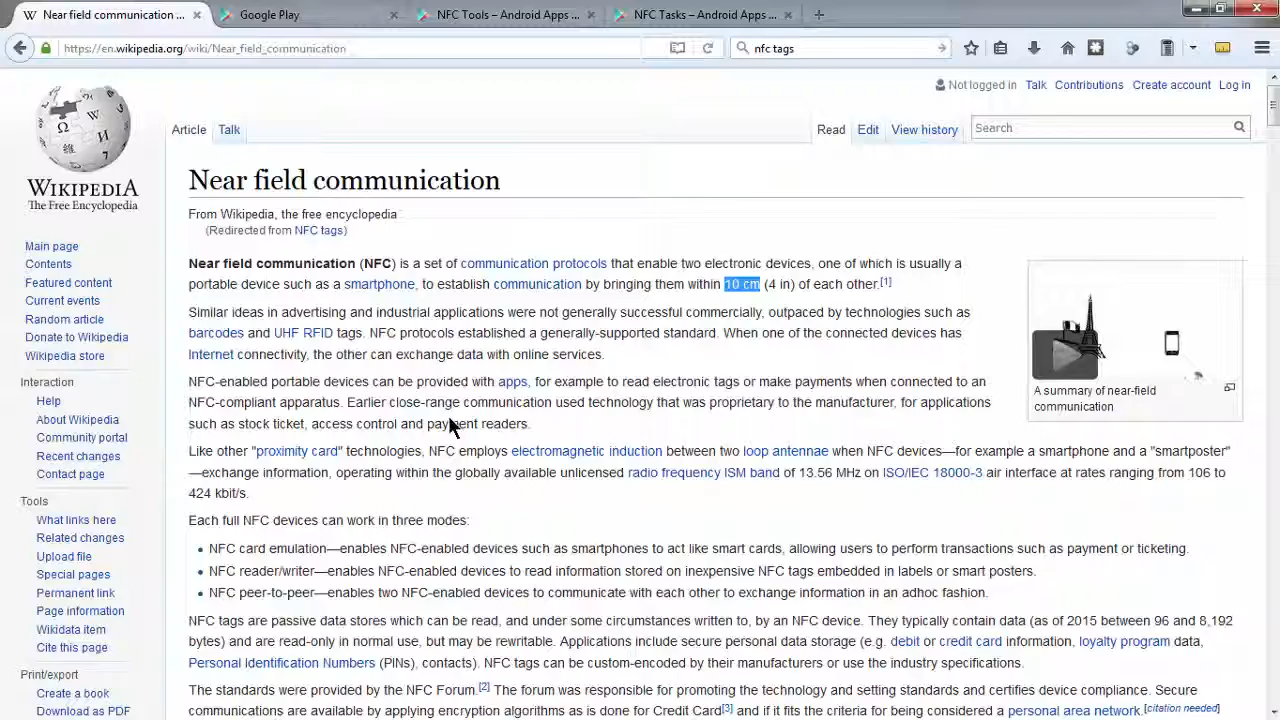 Near field communication ...
Google Play
NFC Tools – Android Apps ...
NFC Tasks – Android Apps ...
https://en.wikipedia.org/wiki/Near_field_communication
nfc tags
Not logged in Talk Contributions Create account Log in
Article Talk
Read Edit View history
Search
WIKIPEDIA
The Free Encyclopedia
Main page
Contents
Featured content
Current events
Random article
Donate to Wikipedia
Wikipedia store
Interaction
Help
About Wikipedia
Community portal
Recent changes
Contact page
Tools
What links here
Related changes
Upload file
Special pages
Permanent link
Page information
Wikidata item
Cite this page
Print/export
Create a book
Download as PDF
Near field communication
From Wikipedia, the free encyclopedia
(Redirected from NFC tags)
Near field communication (NFC) is a set of communication protocols that enable two electronic devices, one of which is usually a
portable device such as a smartphone, to establish communication by bringing them within 10 cm (4 in) of each other.[1]
Similar ideas in advertising and industrial applications were not generally successful commercially, outpaced by technologies such as
barcodes and UHF RFID tags. NFC protocols established a generally-supported standard. When one of the connected devices has
Internet connectivity, the other can exchange data with online services.
NFC-enabled portable devices can be provided with apps, for example to read electronic tags or make payments when connected to an
NFC-compliant apparatus. Earlier close-range communication used technology that was proprietary to the manufacturer, for applications
such as stock ticket, access control and payment readers.
Like other "proximity card" technologies, NFC employs electromagnetic induction between two loop antennae when NFC devices—for example a smartphone and a "smartposter"
—exchange information, operating within the globally available unlicensed radio frequency ISM band of 13.56 MHz on ISO/IEC 18000-3 air interface at rates ranging from 106 to
424 kbit/s.
Each full NFC devices can work in three modes:
• NFC card emulation—enables NFC-enabled devices such as smartphones to act like smart cards, allowing users to perform transactions such as payment or ticketing.
• NFC reader/writer—enables NFC-enabled devices to read information stored on inexpensive NFC tags embedded in labels or smart posters.
• NFC peer-to-peer—enables two NFC-enabled devices to communicate with each other to exchange information in an adhoc fashion.
NFC tags are passive data stores which can be read, and under some circumstances written to, by an NFC device. They typically contain data (as of 2015 between 96 and 8,192
bytes) and are read-only in normal use, but may be rewritable. Applications include secure personal data storage (e.g. debit or credit card information, loyalty program data,
Personal Identification Numbers (PINs), contacts). NFC tags can be custom-encoded by their manufacturers or use the industry specifications.
The standards were provided by the NFC Forum.[2] The forum was responsible for promoting the technology and setting standards and certifies device compliance. Secure
communications are available by applying encryption algorithms as is done for Credit Card[3] and if it fits the criteria for being considered a personal area network.[citation needed]
A summary of near-field
communication